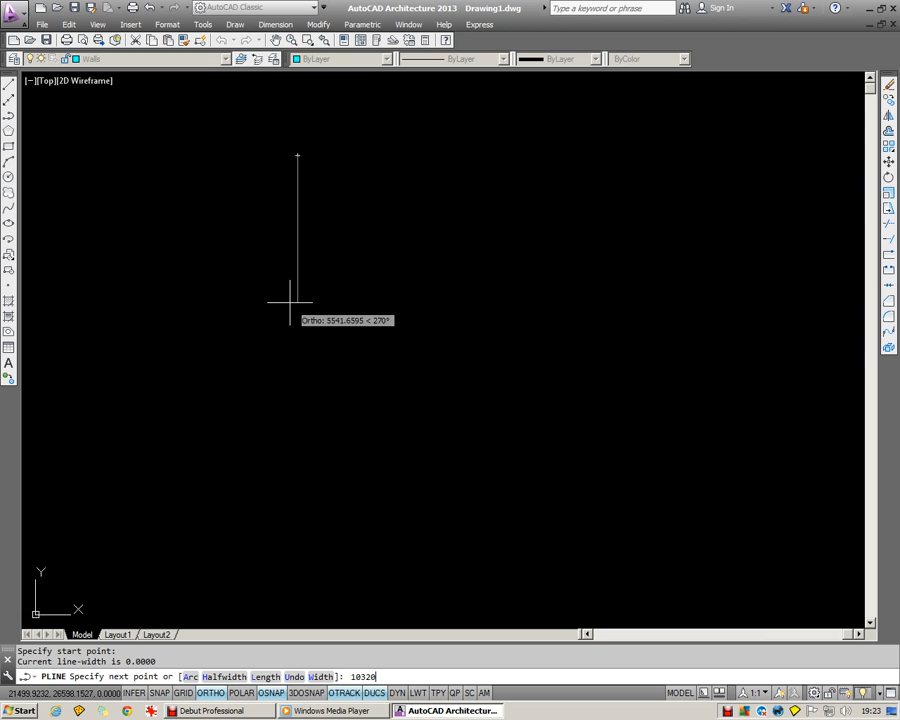 AutoCAD Classic
AutoCAD Architecture 2013 Drawing1.dwg
Type a keyword or phrase
Sign In
File Edit View Insert Format Tools Draw Dimension Modify Parametric Window Help Express
Walls
ByLayer
ByLayer
ByLayer
ByColor
[−][Top][2D Wireframe]
Ortho: 5541.6595 < 270°
Y
X
Model Layout1 Layout2
Specify start point:
Current line-width is 0.0000
PLINE Specify next point or [Arc Halfwidth Length Undo Width]: 10320
21499.9232, 26598.1527, 0.0000 INFER SNAP GRID ORTHO POLAR OSNAP 3DOSNAP OTRACK DUCS DYN LWT TPY QP SC AM MODEL 1:1
Start Debut Professional Windows Media Player AutoCAD Architectur... 19:23